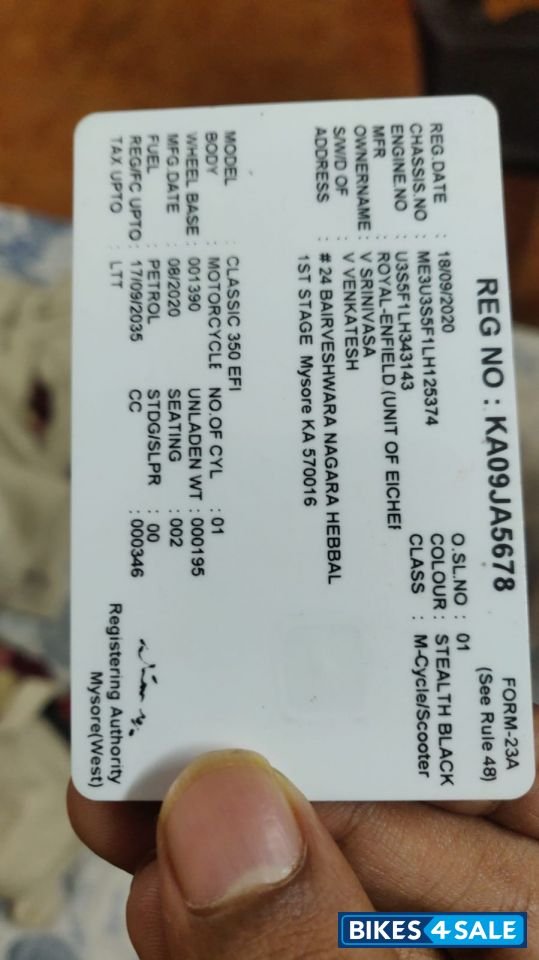 FORM-23A
(See Rule 48)
REG NO : KA09JA5678
REG.DATE : 18/09/2020 O.SL.NO : 01
CHASSIS.NO : ME3U3S5F1LH125374 COLOUR : STEALTH BLACK
ENGINE.NO : U3S5F1LH343143 CLASS : M-Cycle/Scooter
MFR : ROYAL-ENFIELD (UNIT OF EICHER
OWNERNAME : V SRINIVASA
S/W/D OF : V VENKATESH
ADDRESS : # 24 BAIRVESHWARA NAGARA HEBBAL
1ST STAGE Mysore KA 570016
MODEL : CLASSIC 350 EFI
BODY : MOTORCYCLE NO.OF CYL : 01
WHEEL BASE : 001390 UNLADEN WT : 000195
MFG.DATE : 08/2020 SEATING : 002
FUEL : PETROL STDG/SLPR : 00
REG/FC UPTO : 17/09/2035 CC : 000346
TAX UPTO : LTT
Registering Authority
Mysore(West)
BIKES4SALE